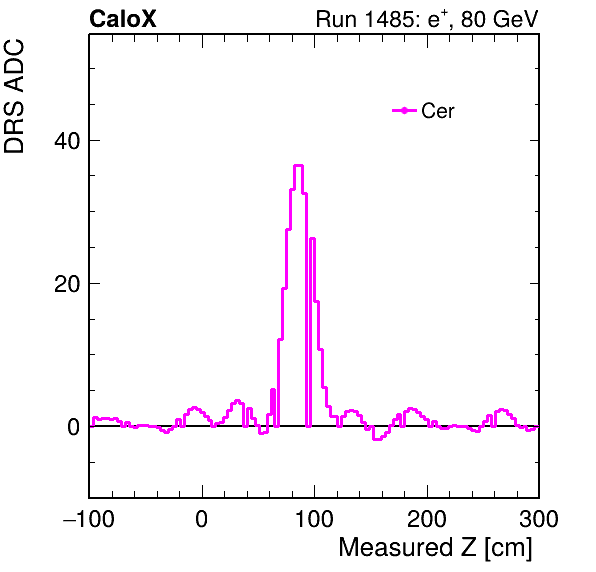 CaloX Run 1485: e⁺, 80 GeV
DRS ADC
Cer
40
20
0
−100 0 100 200 300
Measured Z [cm]